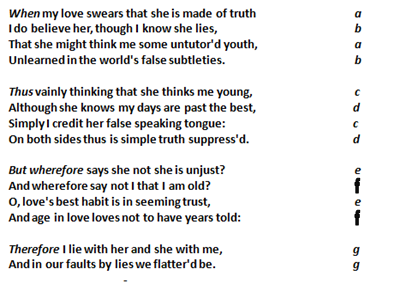 When my love swears that she is made of truth a
I do believe her, though I know she lies, b
That she might think me some untutor'd youth, a
Unlearned in the world's false subtleties. b
Thus vainly thinking that she thinks me young, c
Although she knows my days are past the best, d
Simply I credit her false speaking tongue: c
On both sides thus is simple truth suppress'd. d
But wherefore says she not she is unjust? e
And wherefore say not I that I am old? f
O, love's best habit is in seeming trust, e
And age in love loves not to have years told: f
Therefore I lie with her and she with me, g
And in our faults by lies we flatter'd be. g
-